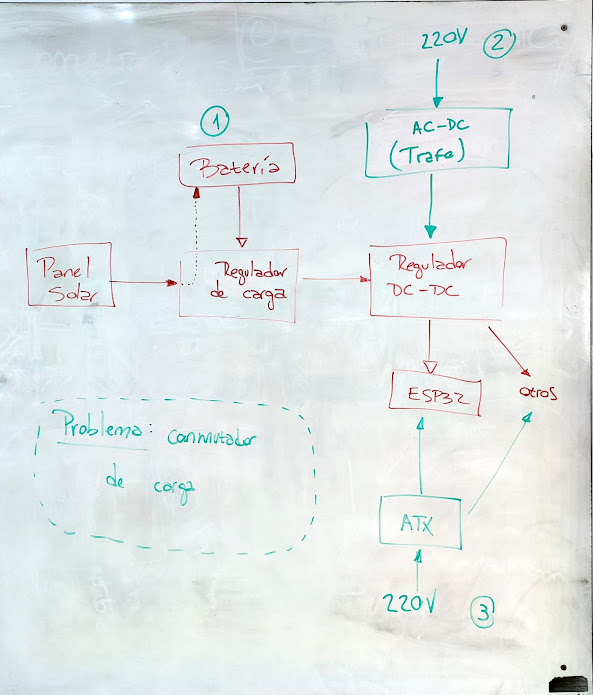 220V 2
AC-DC
(Trafo)
1
Batería
Panel
Solar
Regulador
de carga
Regulador
DC-DC
ESP32
otros
Problema: conmutador
de carga
ATX
220V 3